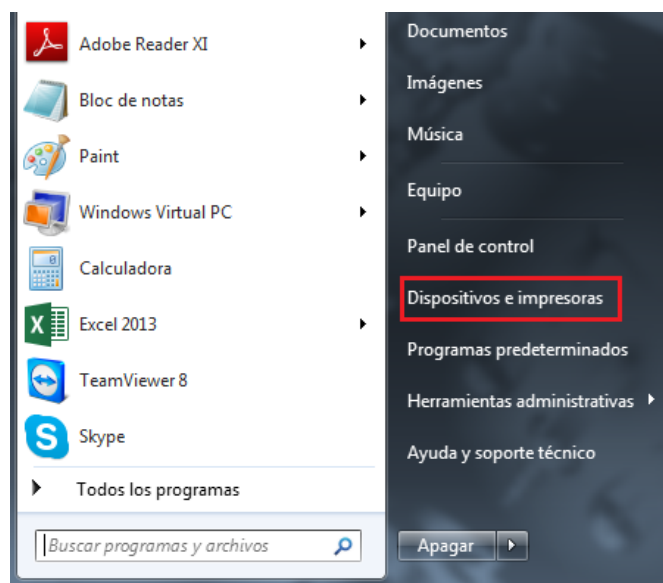 Adobe Reader XI
Bloc de notas
Paint
Windows Virtual PC
Calculadora
Excel 2013
TeamViewer 8
Skype
Todos los programas
Buscar programas y archivos
Documentos
Imágenes
Música
Equipo
Panel de control
Dispositivos e impresoras
Programas predeterminados
Herramientas administrativas
Ayuda y soporte técnico
Apagar